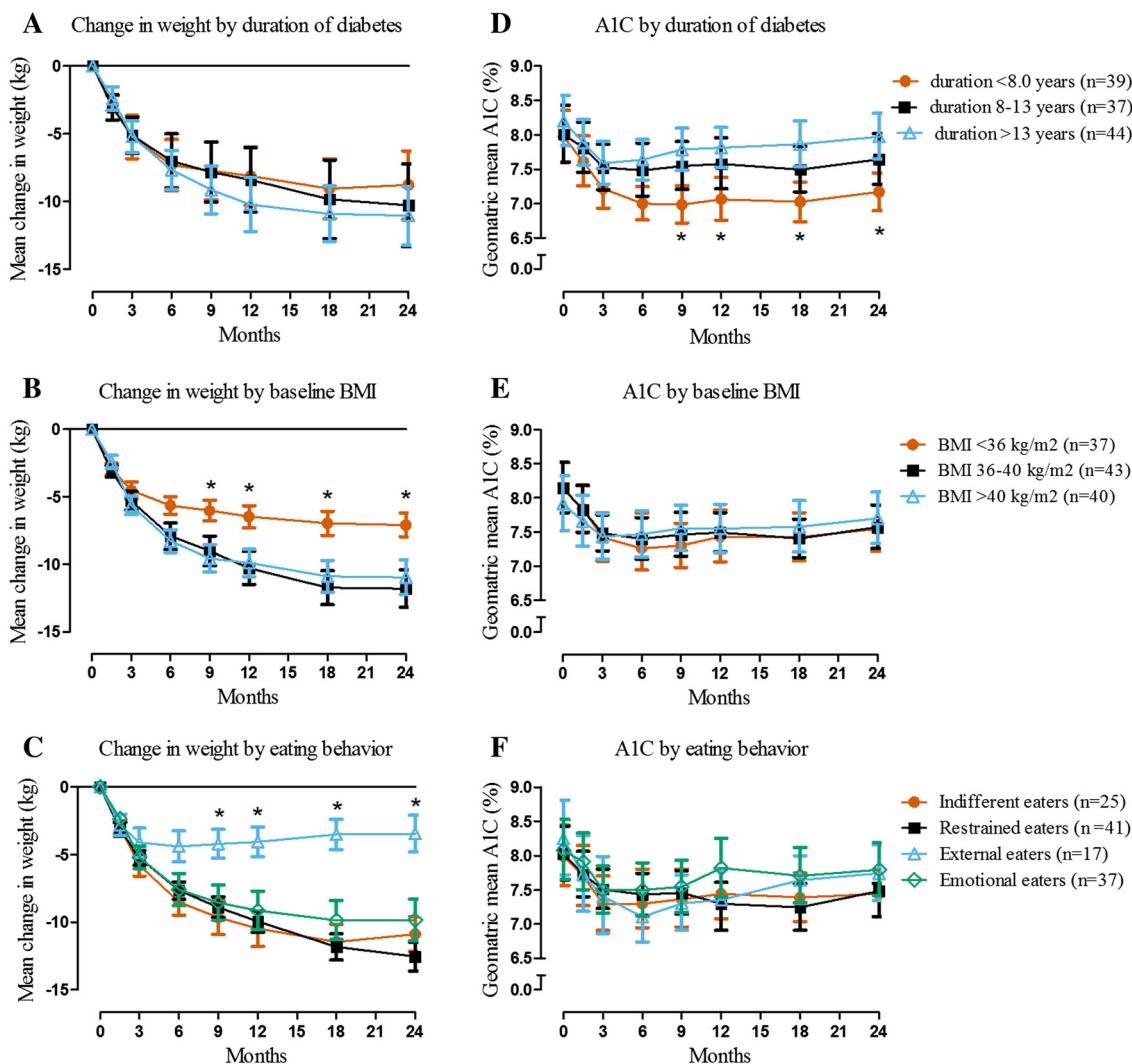 A Change in weight by duration of diabetes
Mean change in weight (kg)
0
-5
-10
-15
0 3 6 9 12 15 18 21 24
Months
D A1C by duration of diabetes
Geomatric mean A1C (%)
9.0
8.5
8.0
7.5
7.0
6.5
0.0
* * * *
0 3 6 9 12 15 18 21 24
Months
duration <8.0 years (n=39)
duration 8-13 years (n=37)
duration >13 years (n=44)
B Change in weight by baseline BMI
Mean change in weight (kg)
0
-5
-10
-15
* * * *
0 3 6 9 12 15 18 21 24
Months
E A1C by baseline BMI
Geomatric mean A1C (%)
9.0
8.5
8.0
7.5
7.0
6.5
0.0
0 3 6 9 12 15 18 21 24
Months
BMI <36 kg/m2 (n=37)
BMI 36-40 kg/m2 (n=43)
BMI >40 kg/m2 (n=40)
C Change in weight by eating behavior
Mean change in weight (kg)
0
-5
-10
-15
* * * *
0 3 6 9 12 15 18 21 24
Months
F A1C by eating behavior
Geomatric mean A1C (%)
9.0
8.5
8.0
7.5
7.0
6.5
0.0
0 3 6 9 12 15 18 21 24
Months
Indifferent eaters (n=25)
Restrained eaters (n=41)
External eaters (n=17)
Emotional eaters (n=37)